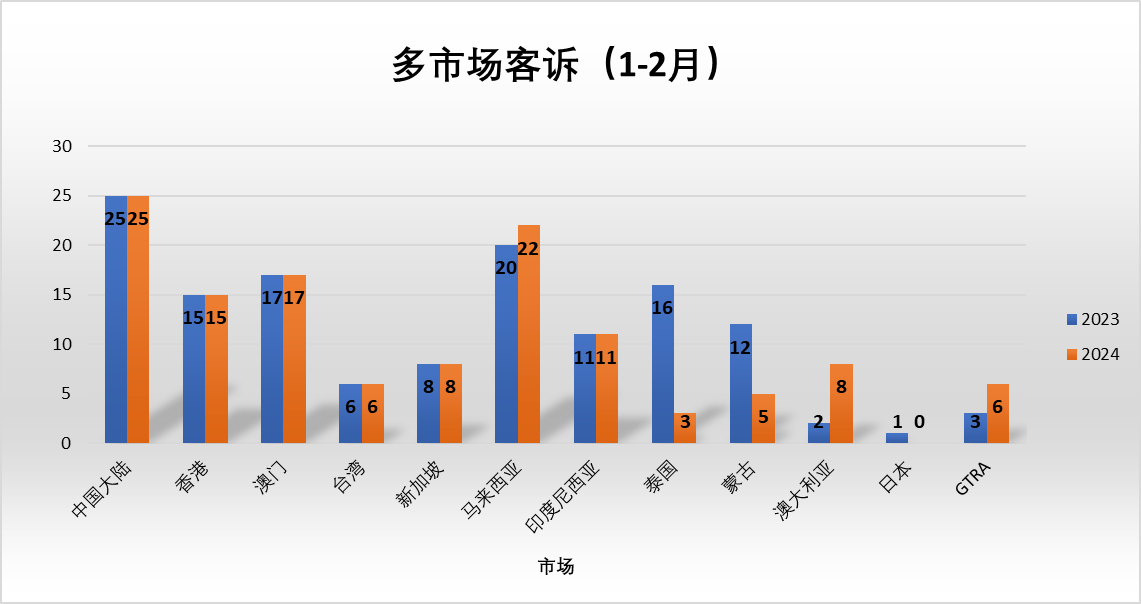 多市场客诉（1-2月）
30
25
20
15
10
5
0
25 25
15 15
17 17
6 6
8 8
20 22
11 11
16 3
12 5
2 8
1 0
3 6
中国大陆
香港
澳门
台湾
新加坡
马来西亚
印度尼西亚
泰国
蒙古
澳大利亚
日本
GTRA
市场
2023
2024